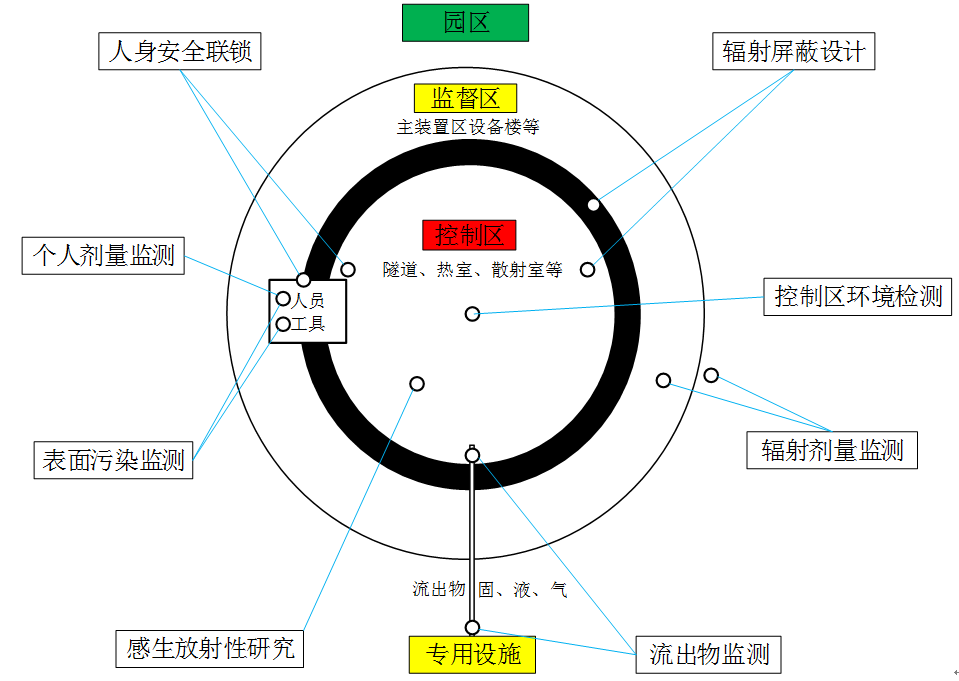 园区
人身安全联锁
辐射屏蔽设计
监督区
主装置区设备楼等
控制区
隧道、热室、散射室等
个人剂量监测
人员
工具
控制区环境检测
表面污染监测
辐射剂量监测
流出物 固、液、气
感生放射性研究
专用设施
流出物监测